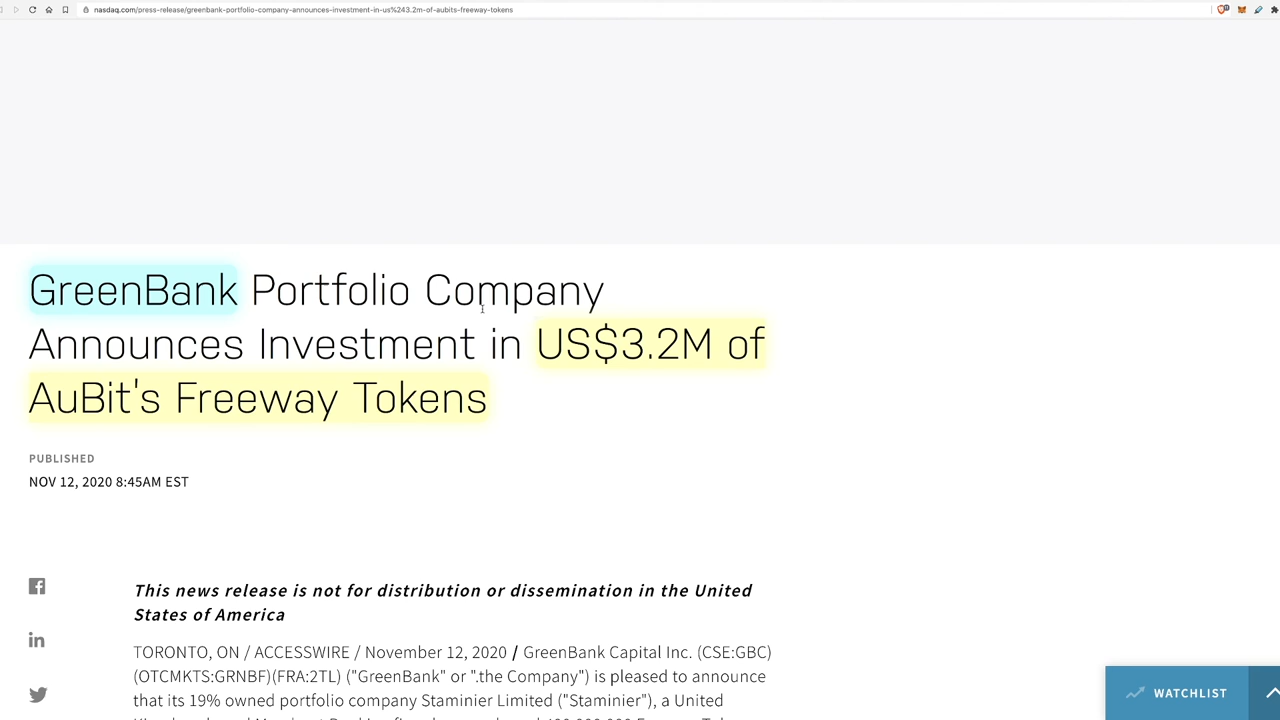 nasdaq.com/press-release/greenbank-portfolio-company-announces-investment-in-us%243.2m-of-aubits-freeway-tokens
GreenBank Portfolio Company
Announces Investment in US$3.2M of
AuBit's Freeway Tokens
PUBLISHED
NOV 12, 2020 8:45AM EST
This news release is not for distribution or dissemination in the United
States of America
TORONTO, ON / ACCESSWIRE / November 12, 2020 / GreenBank Capital Inc. (CSE:GBC)
(OTCMKTS:GRNBF)(FRA:2TL) ("GreenBank" or ".the Company") is pleased to announce
that its 19% owned portfolio company Staminier Limited ("Staminier"), a United
WATCHLIST